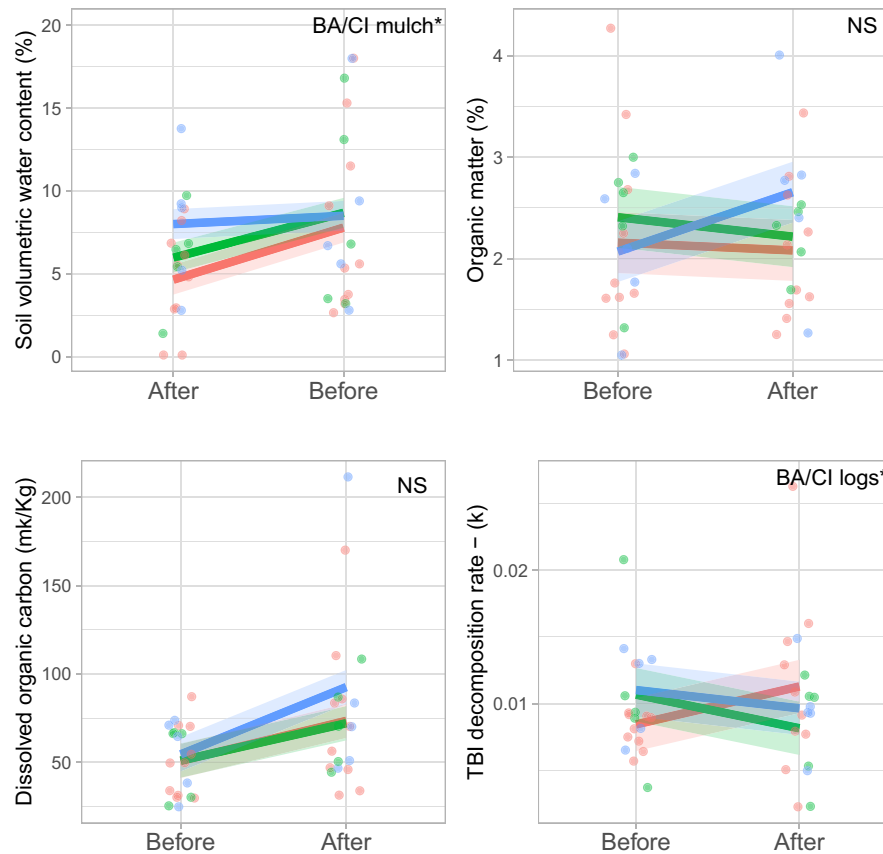 Soil volumetric water content (%)
20
15
10
5
0
BA/CI mulch*
After
Before
Organic matter (%)
4
3
2
1
NS
Before
After
Dissolved organic carbon (mk/Kg)
200
150
100
50
NS
Before
After
TBI decomposition rate − (k)
0.02
0.01
BA/CI logs*
Before
After